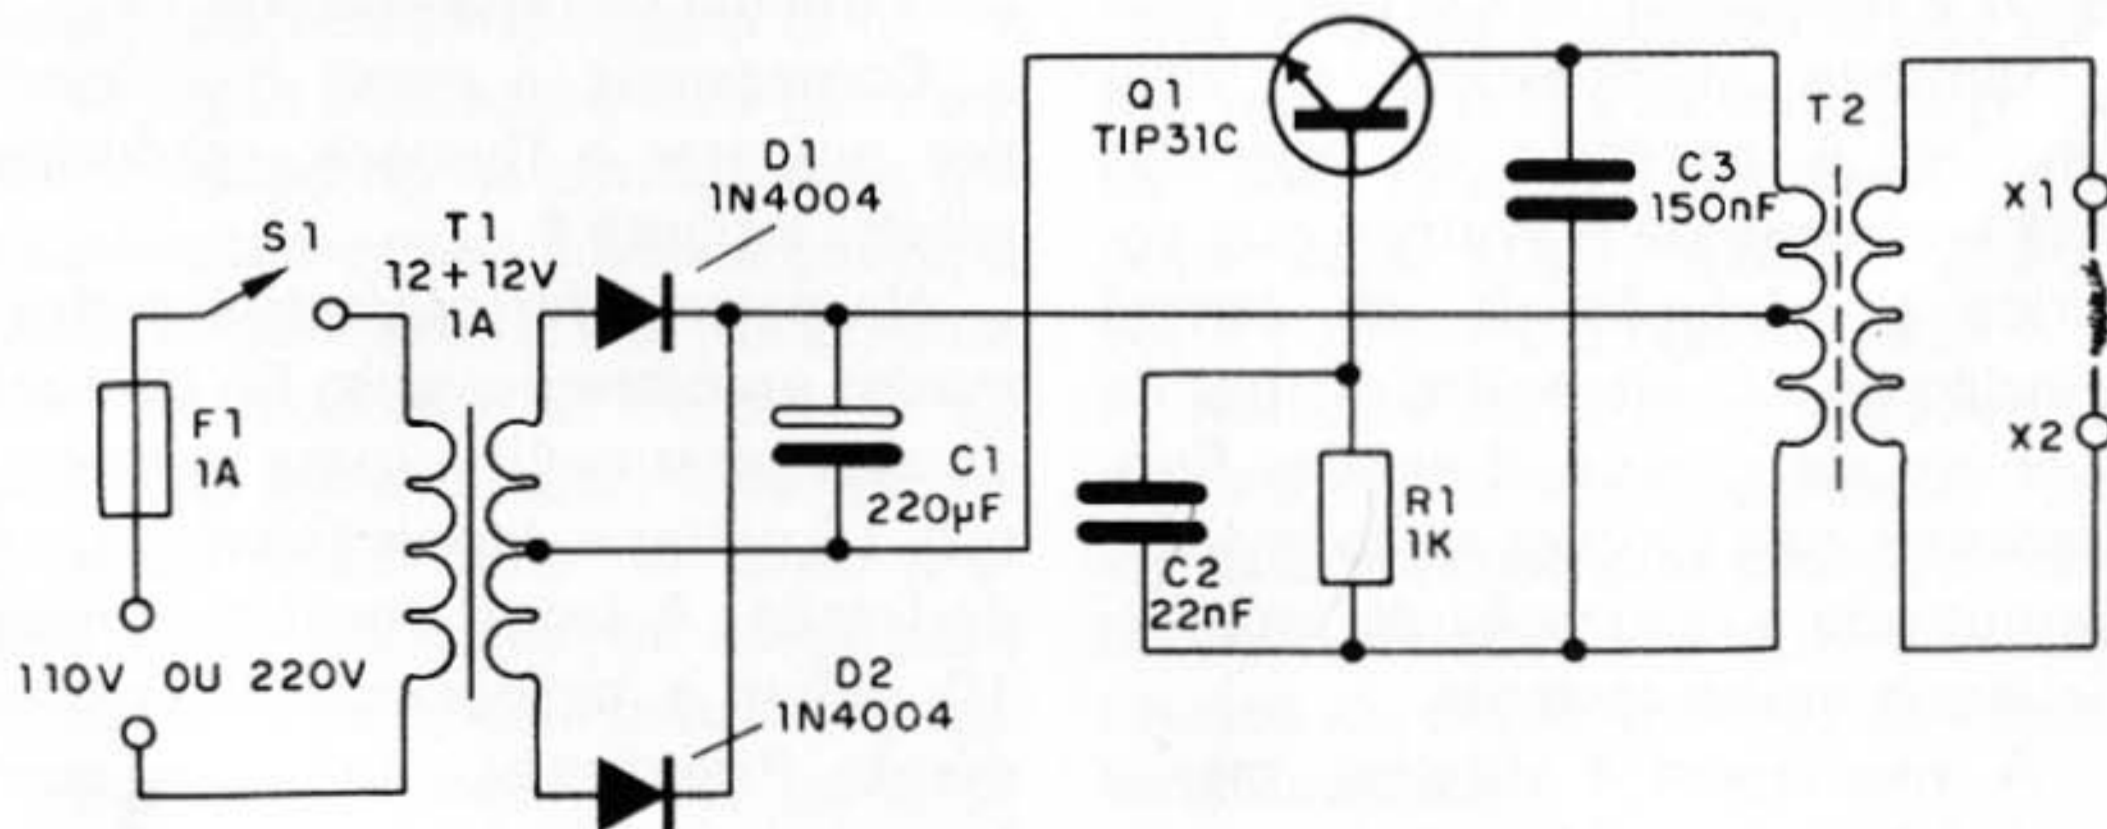 Q1
TIP31C
T2
D1
1N4004
C3
150nF
X1
S1
T1
12+12V
1A
F1
1A
C1
220µF
X2
R1
1K
C2
22nF
110V OU 220V
D2
1N4004